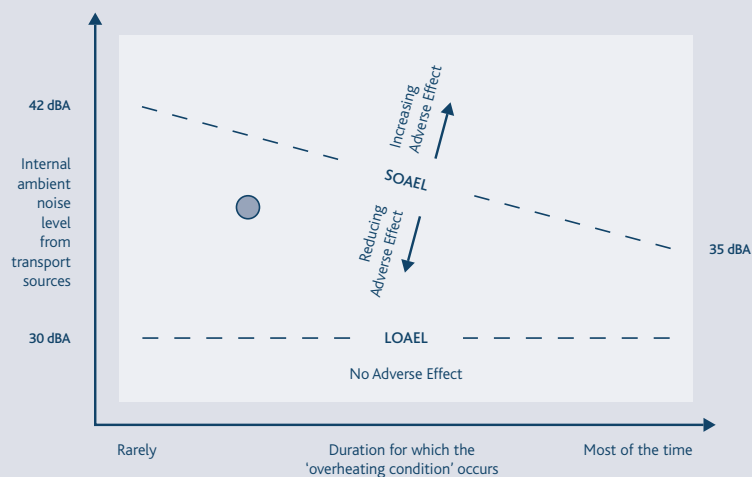 42 dBA
Internal
ambient
noise
level
from
transport
sources
30 dBA
Increasing
Adverse Effect
SOAEL
Reducing
Adverse Effect
35 dBA
LOAEL
No Adverse Effect
Rarely
Duration for which the
'overheating condition' occurs
Most of the time